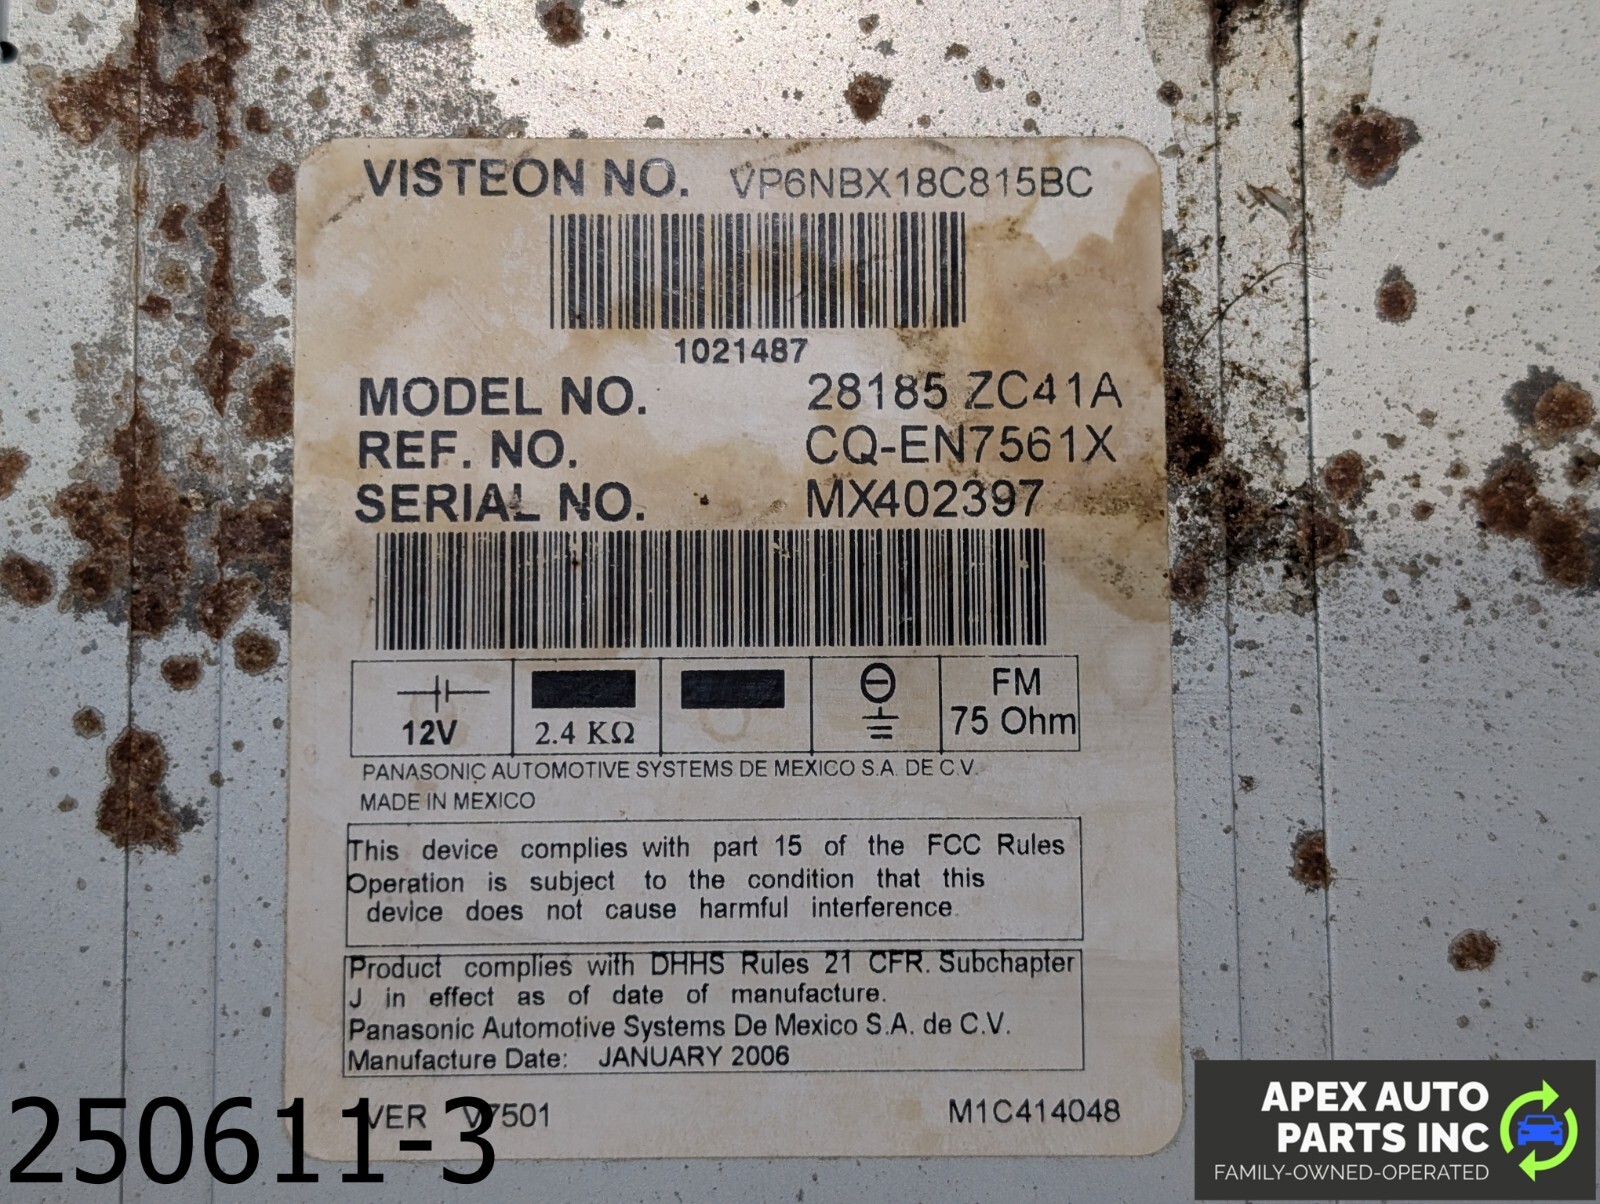 VISTEON NO. VP6NBX18C815BC
1021487
MODEL NO. 28185 ZC41A
REF. NO. CQ-EN7561X
SERIAL NO. MX402397
12V
2.4 KΩ
FM
75 Ohm
PANASONIC AUTOMOTIVE SYSTEMS DE MEXICO S.A. DE C.V.
MADE IN MEXICO
This device complies with part 15 of the FCC Rules
Operation is subject to the condition that this
device does not cause harmful interference.
Product complies with DHHS Rules 21 CFR. Subchapter
J in effect as of date of manufacture.
Panasonic Automotive Systems De Mexico S.A. de C.V.
Manufacture Date: JANUARY 2006
VER V7501 M1C414048
250611-3
APEX AUTO
PARTS INC
FAMILY-OWNED-OPERATED